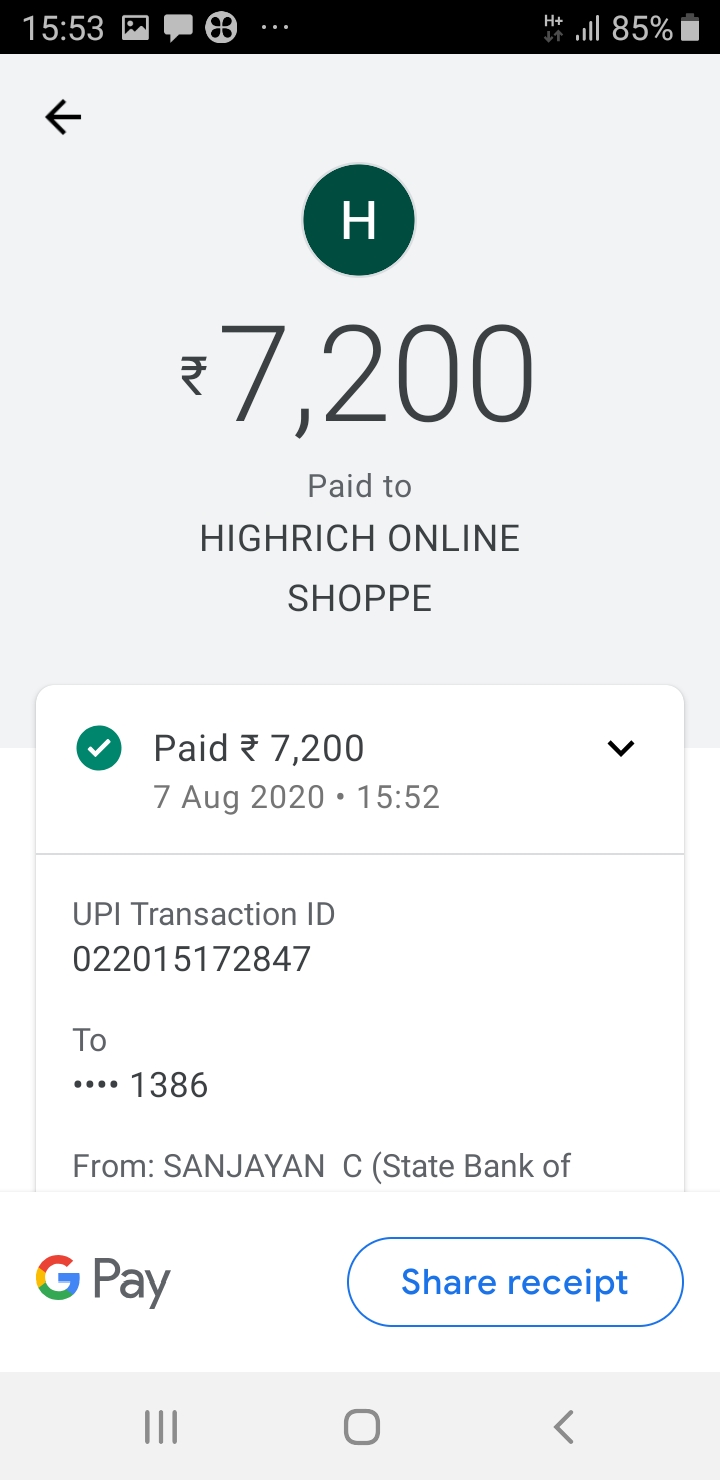 15:53 ... H+ 85%
H
₹7,200
Paid to
HIGHRICH ONLINE
SHOPPE
Paid ₹ 7,200
7 Aug 2020 • 15:52
UPI Transaction ID
022015172847
To
•••• 1386
From: SANJAYAN  C (State Bank of
G Pay
Share receipt